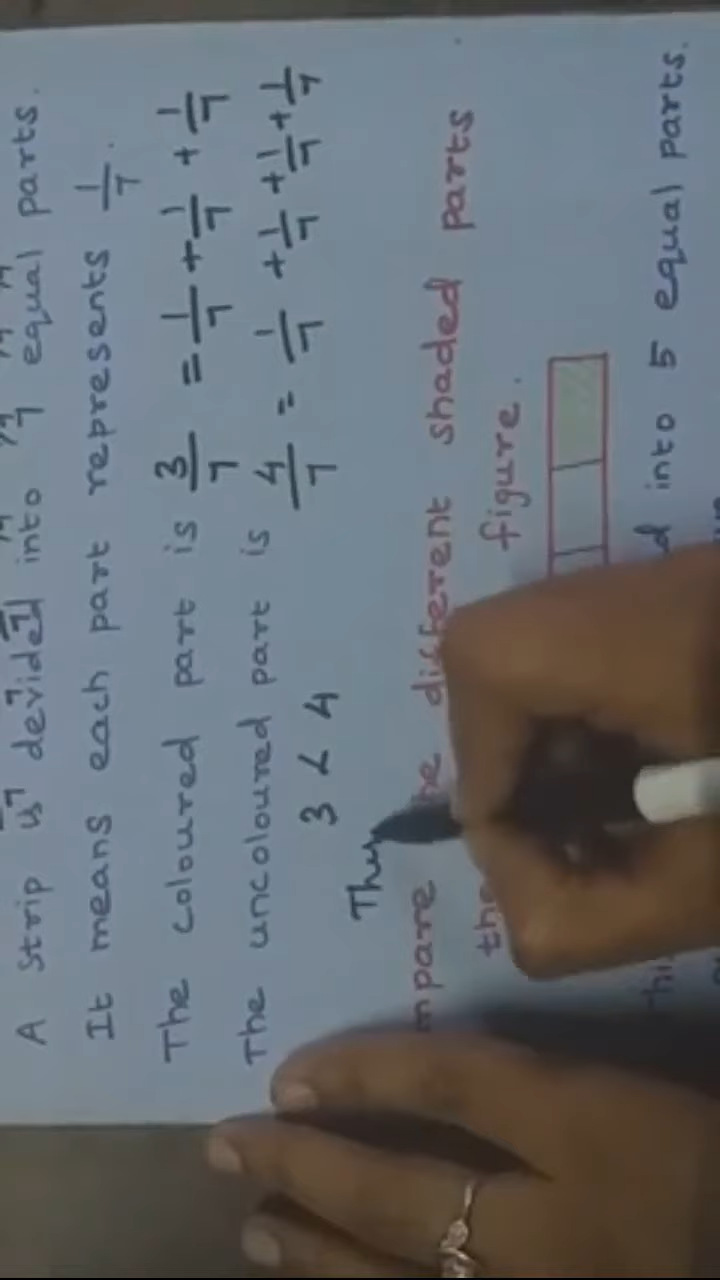 A strip is devided into 7 equal parts.
It means each part represents 1/7.
The coloured part is 3/7 = 1/7 + 1/7 + 1/7
The uncoloured part is 4/7 = 1/7 + 1/7 + 1/7 + 1/7
3 < 4
different shaded parts
figure.
into 5 equal parts.